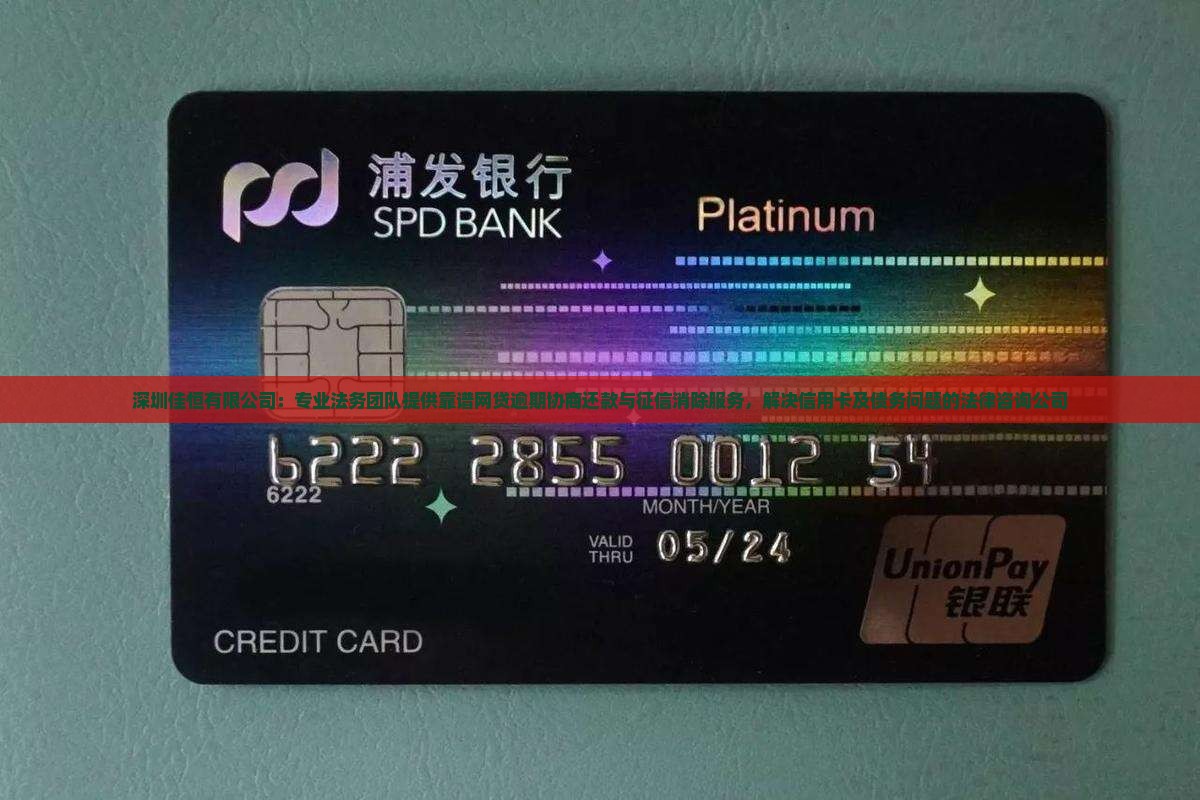 浦发银行
SPD BANK
Platinum
深圳佳恒有限公司：专业法务团队提供靠谱网贷逾期协商还款与征信消除服务，解决信用卡及债务问题的法律咨询公司
6222 2855 0012 54
6222
MONTH/YEAR
VALID THRU 05/24
UnionPay
银联
CREDIT CARD